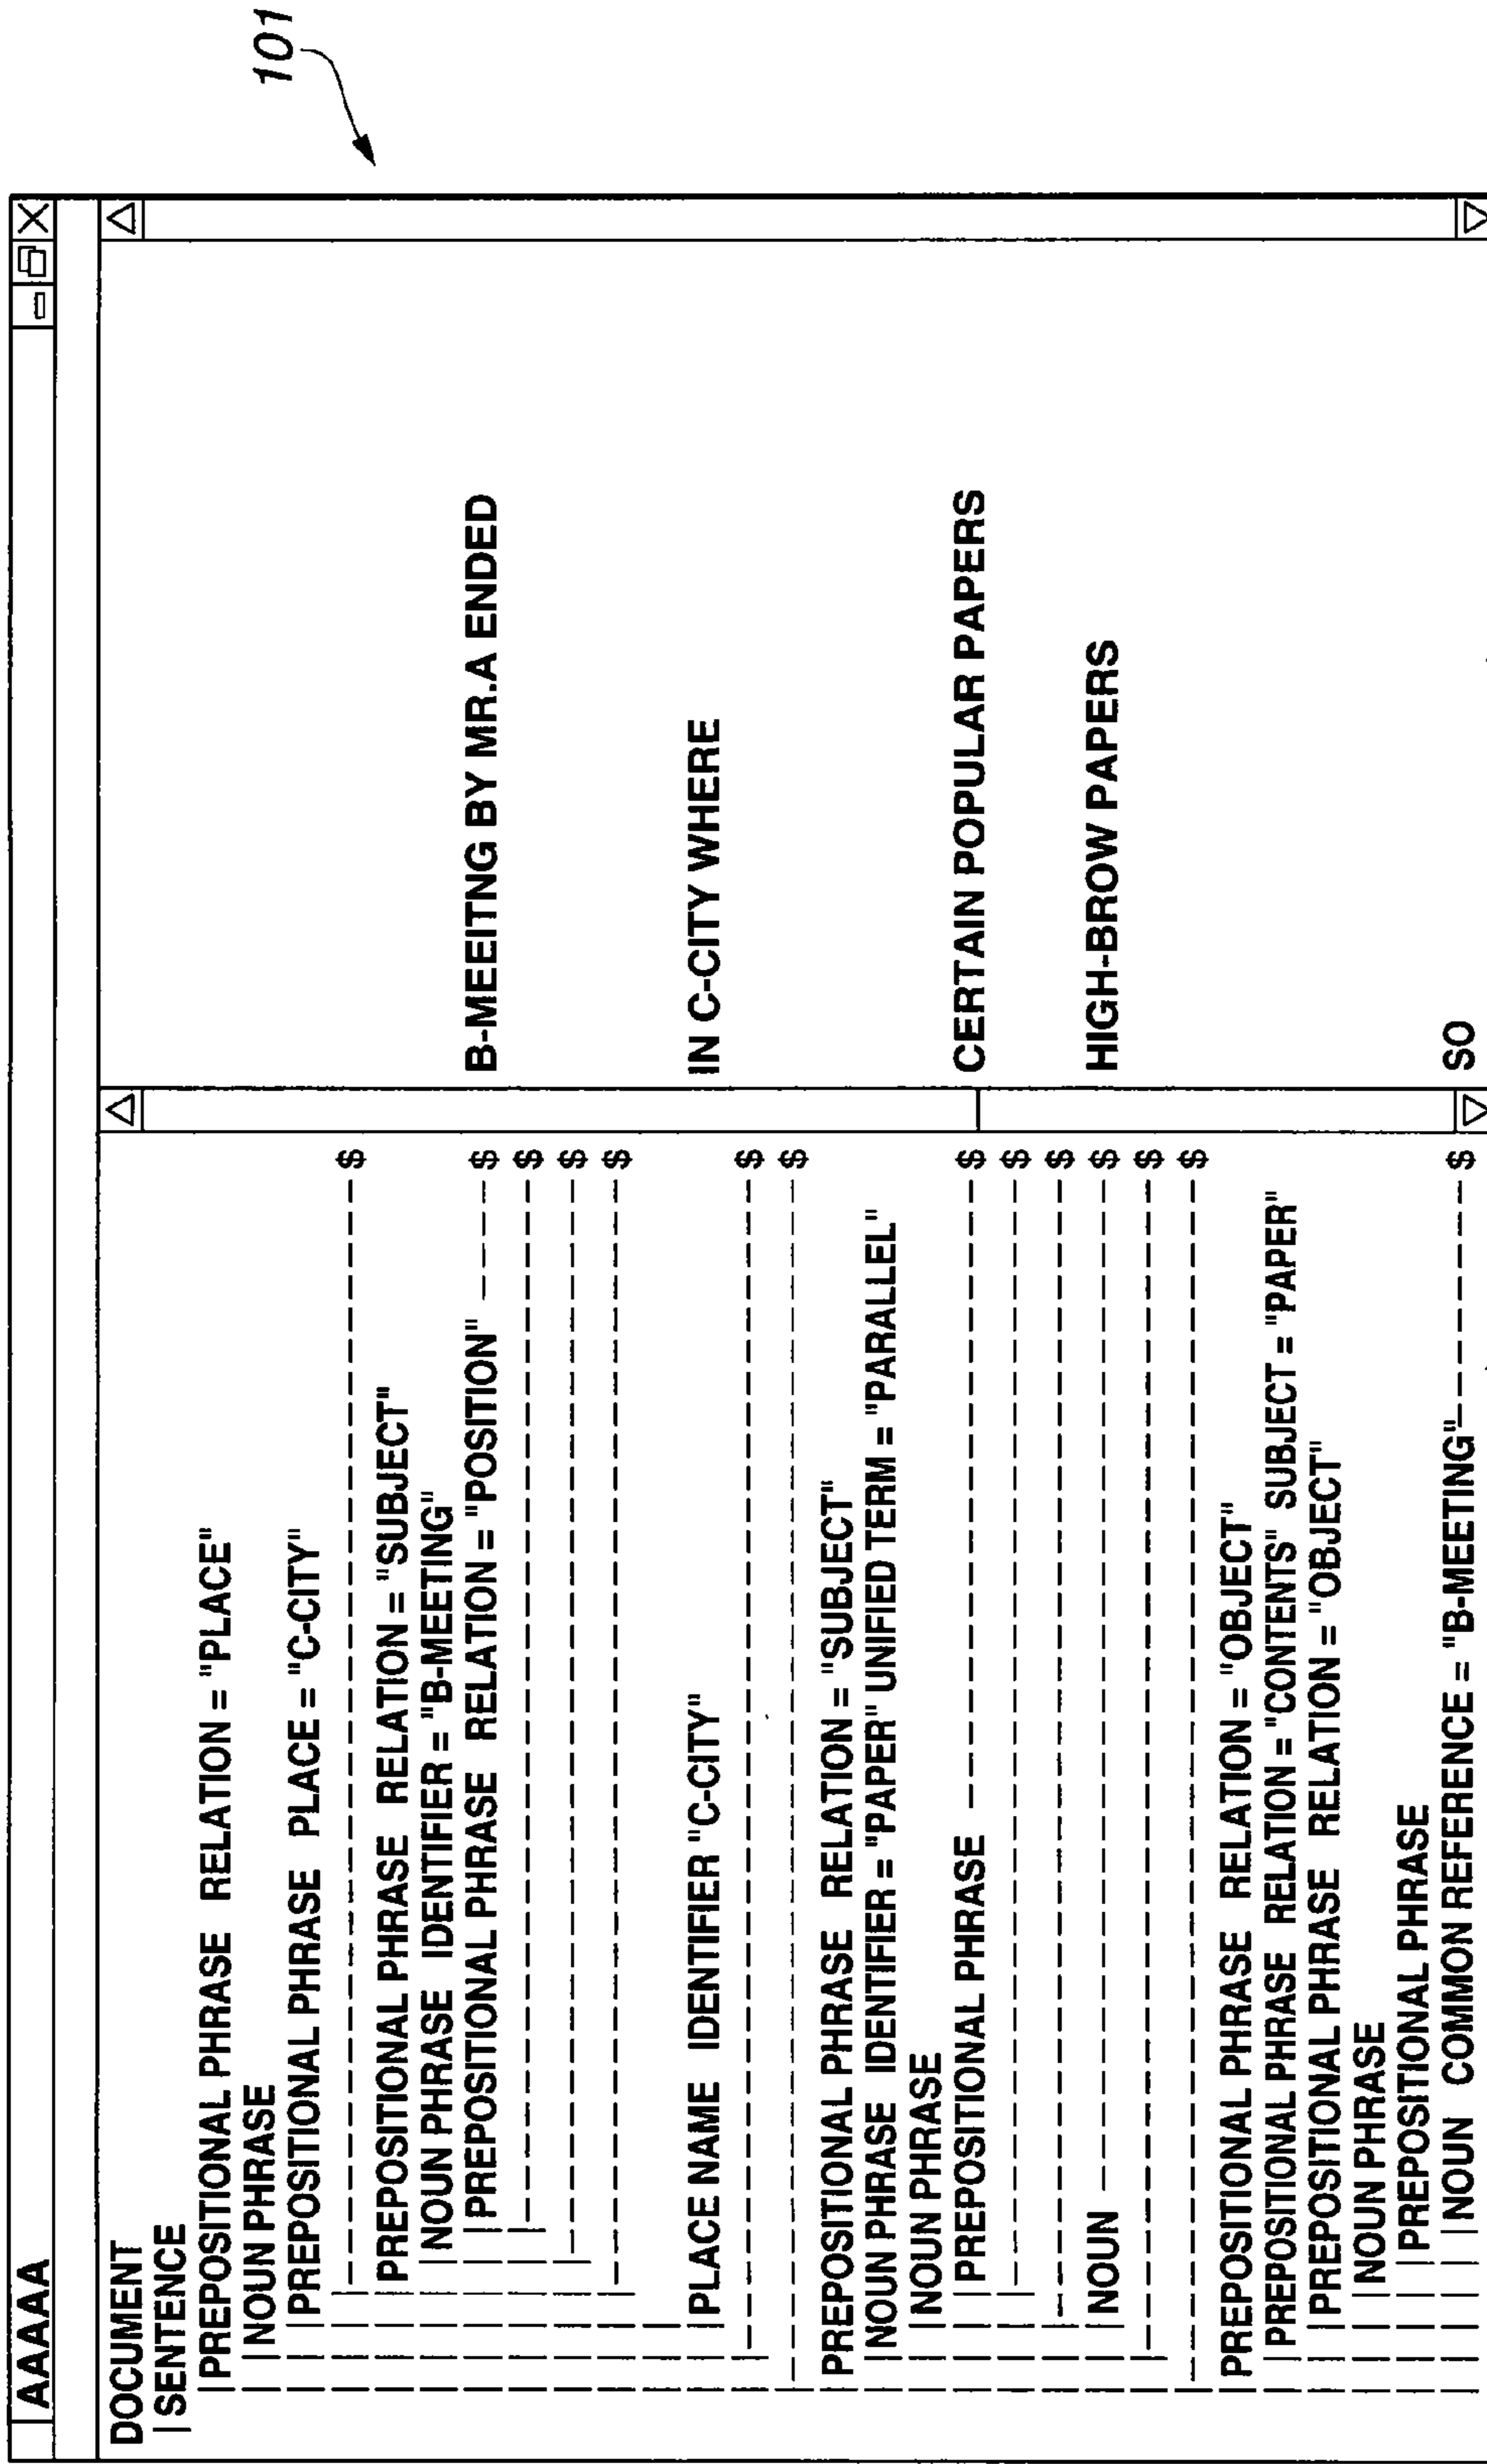 101
AAAAA
DOCUMENT
| SENTENCE
PREPOSITIONAL PHRASE RELATION = "PLACE"
NOUN PHRASE
PREPOSITIONAL PHRASE PLACE = "C-CITY"
$
PREPOSITIONAL PHRASE RELATION = "SUBJECT"
NOUN PHRASE IDENTIFIER = "B-MEETING"
PREPOSITIONAL PHRASE RELATION = "POSITION" ---- $ B-MEEITNG BY MR.A ENDED
$
$
$
PLACE NAME IDENTIFIER "C-CITY" IN C-CITY WHERE
$
$
PREPOSITIONAL PHRASE RELATION = "SUBJECT"
NOUN PHRASE IDENTIFIER = "PAPER" UNIFIED TERM = "PARALLEL"
NOUN PHRASE
PREPOSITIONAL PHRASE ---- $ CERTAIN POPULAR PAPERS
$
$
NOUN ---- $ HIGH-BROW PAPERS
$
$
PREPOSITIONAL PHRASE RELATION = "OBJECT"
PREPOSITIONAL PHRASE RELATION = "CONTENTS" SUBJECT = "PAPER"
PREPOSITIONAL PHRASE RELATION = "OBJECT"
NOUN PHRASE
PREPOSITIONAL PHRASE
NOUN COMMON REFERENCE = "B-MEETING" ---- $ SO